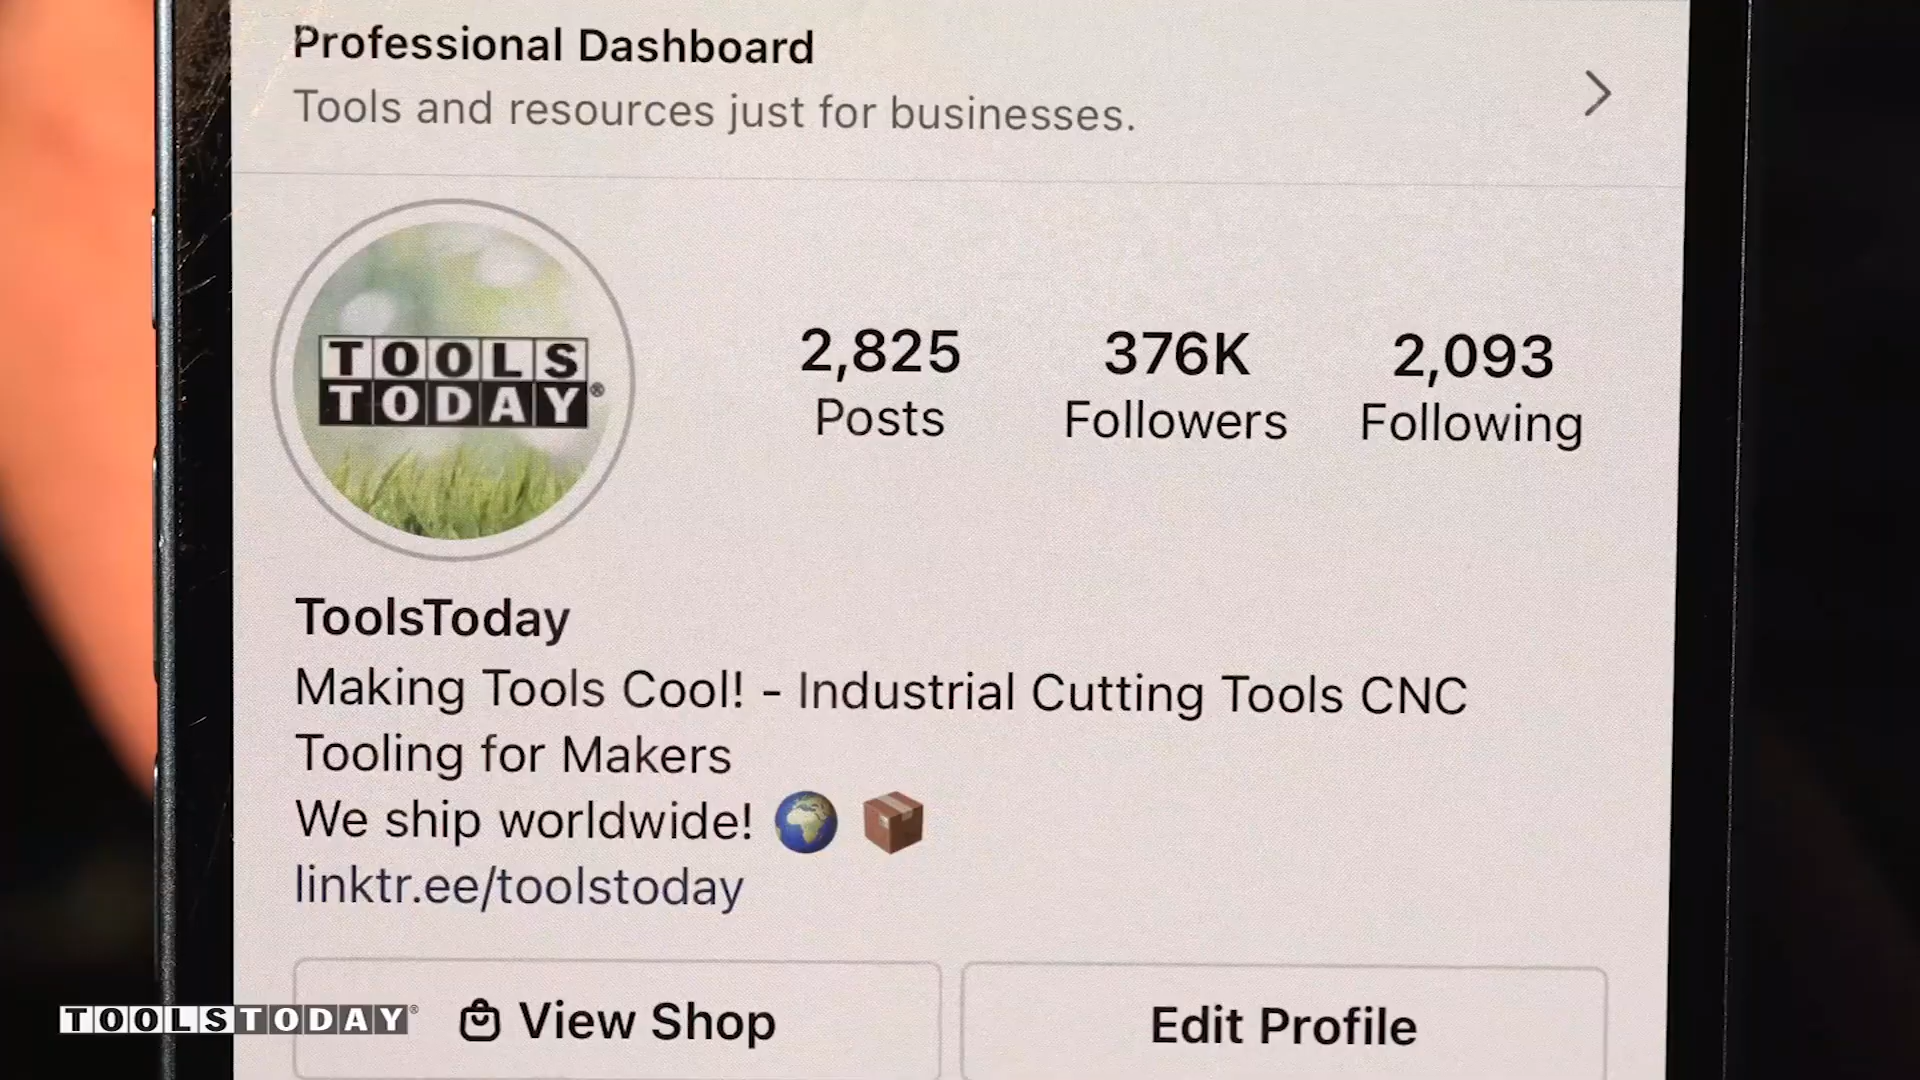 Professional Dashboard
Tools and resources just for businesses.
TOOLS
TODAY®
2,825
Posts
376K
Followers
2,093
Following
ToolsToday
Making Tools Cool! - Industrial Cutting Tools CNC
Tooling for Makers
We ship worldwide! 🌍 📦
linktr.ee/toolstoday
View Shop
Edit Profile
TOOLSTODAY®